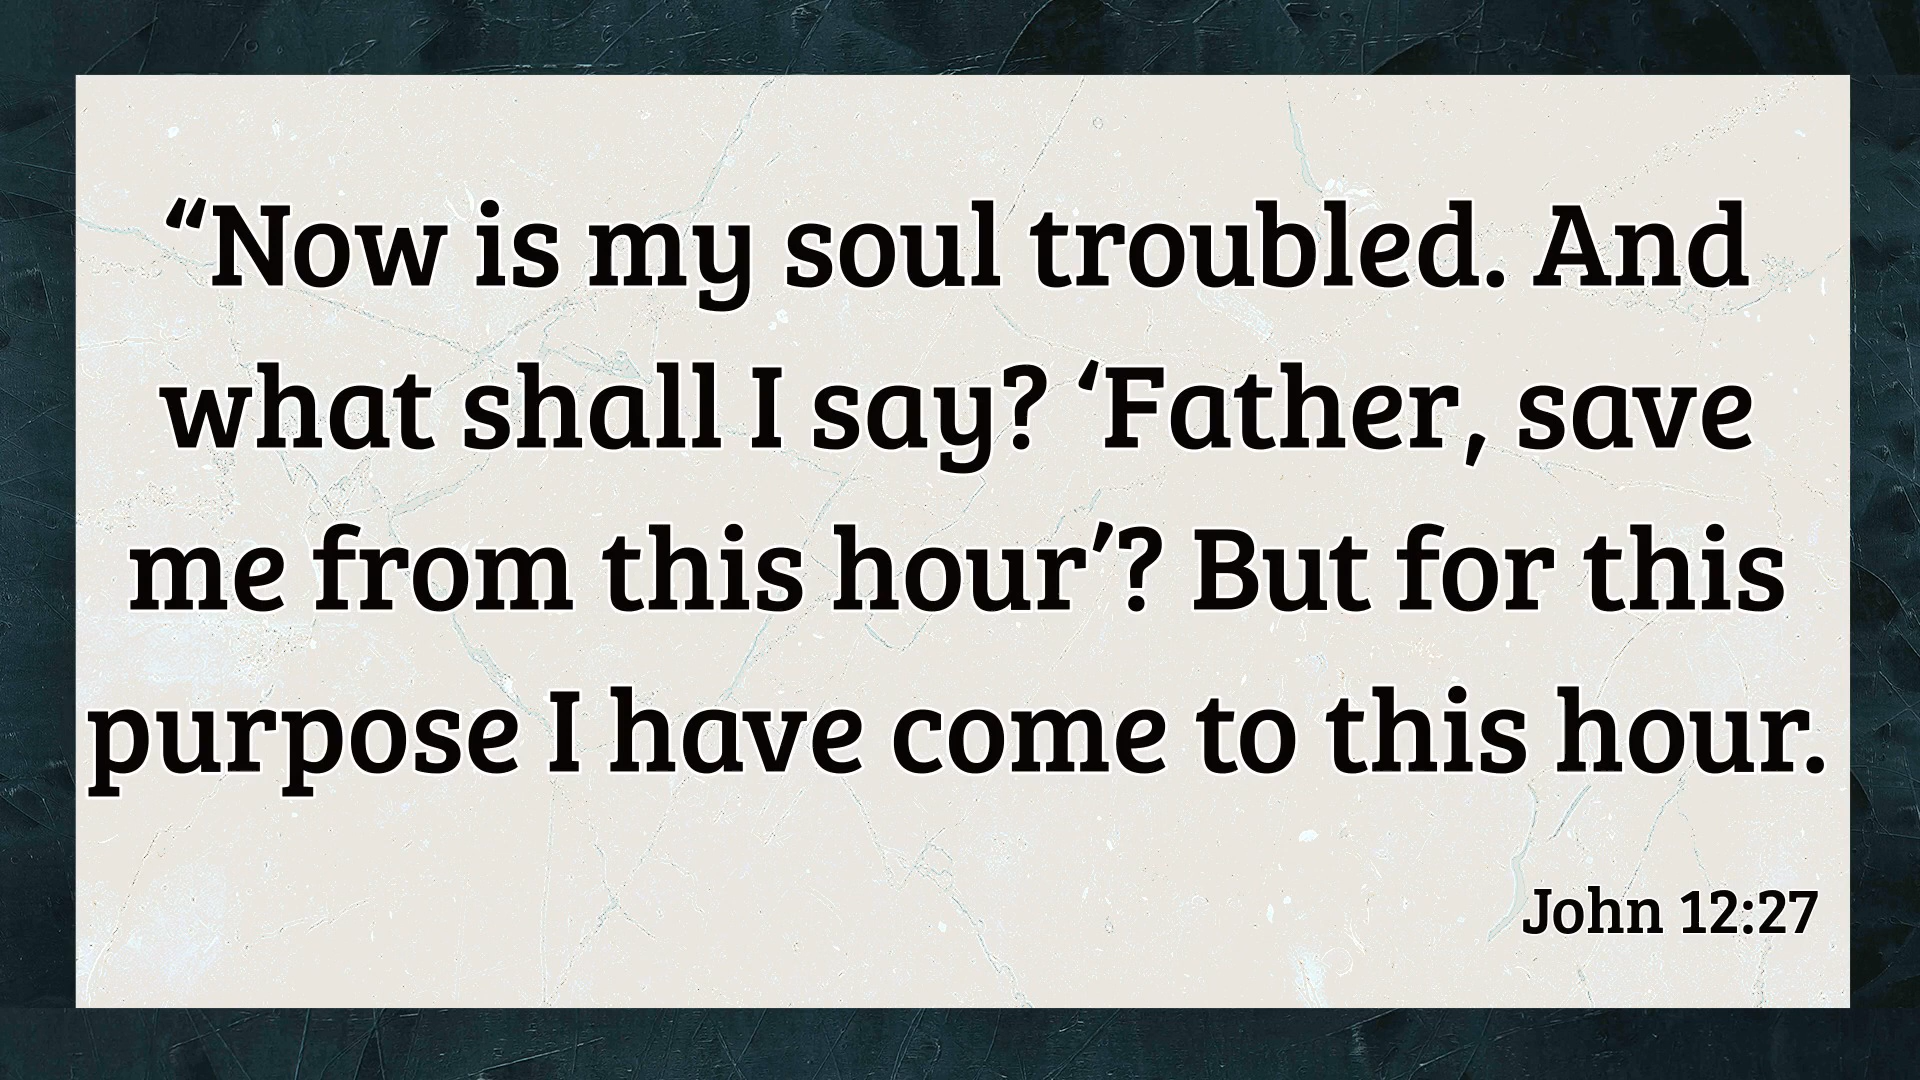 “Now is my soul troubled. And
what shall I say? ‘Father, save
me from this hour’? But for this
purpose I have come to this hour.
John 12:27